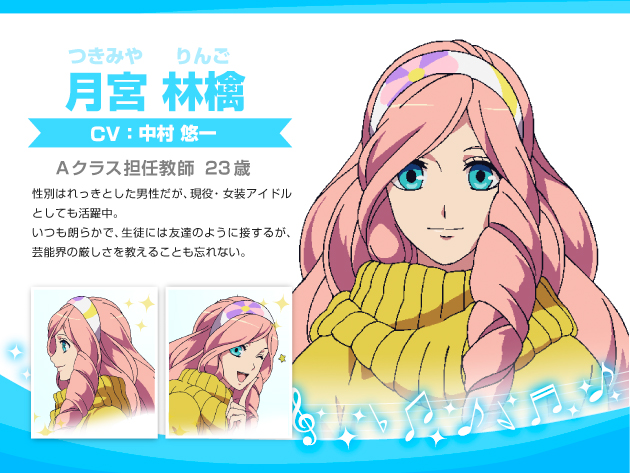 つきみや りんご
月宮 林檎
CV：中村 悠一
Aクラス担任教師 23歳
性別はれっきとした男性だが、現役・女装アイドル
としても活躍中。
いつも朗らかで、生徒には友達のように接するが、
芸能界の厳しさを教えることも忘れない。